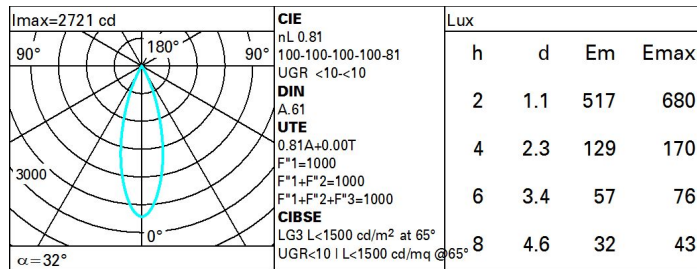 Imax=2721 cd
90°
180°
90°
3000
0°
α=32°
CIE
nL 0.81
100-100-100-100-81
UGR <10-<10
DIN
A.61
UTE
0.81A+0.00T
F"1=1000
F"1+F"2=1000
F"1+F"2+F"3=1000
CIBSE
LG3 L<1500 cd/m² at 65°
UGR<10 | L<1500 cd/mq @65°
Lux
h d Em Emax
2 1.1 517 680
4 2.3 129 170
6 3.4 57 76
8 4.6 32 43